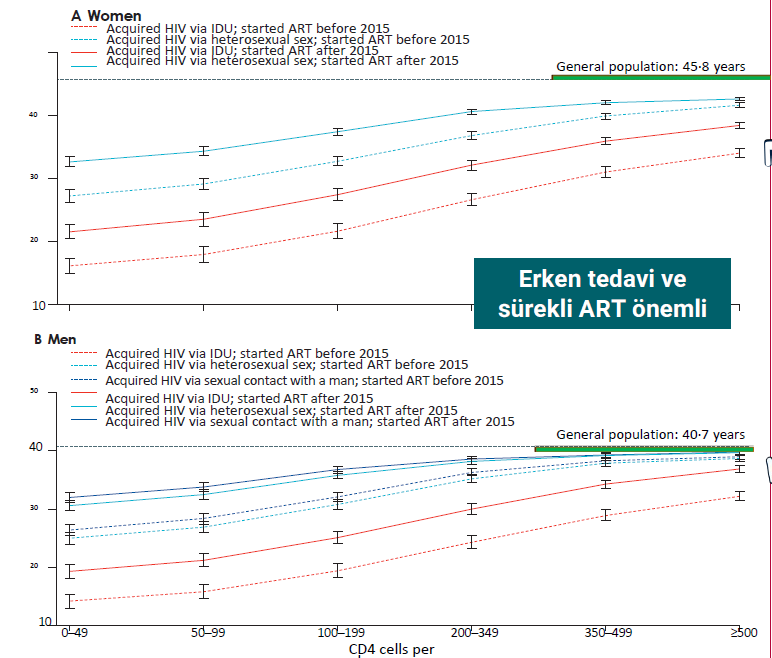 A Women
Acquired HIV via IDU; started ART before 2015
Acquired HIV via heterosexual sex; started ART before 2015
Acquired HIV via IDU; started ART after 2015
Acquired HIV via heterosexual sex; started ART after 2015
General population: 45·8 years
40
30
20
10
Erken tedavi ve
sürekli ART önemli
B Men
Acquired HIV via IDU; started ART before 2015
Acquired HIV via heterosexual sex; started ART before 2015
Acquired HIV via sexual contact with a man; started ART before 2015
50
Acquired HIV via IDU; started ART after 2015
Acquired HIV via heterosexual sex; started ART after 2015
Acquired HIV via sexual contact with a man; started ART after 2015
General population: 40·7 years
40
30
20
10
0–49 50–99 100–199 200–349 350–499 ≥500
CD4 cells per